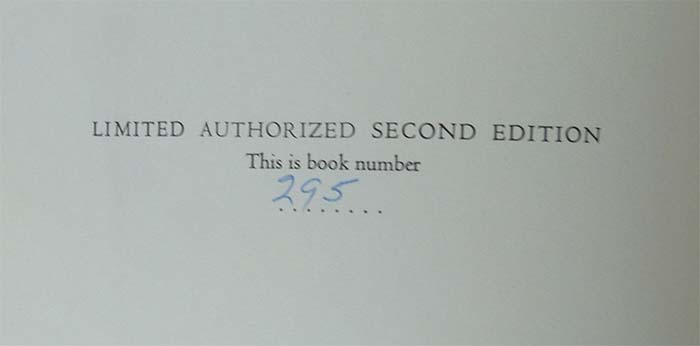 LIMITED AUTHORIZED SECOND EDITION
This is book number
295
........